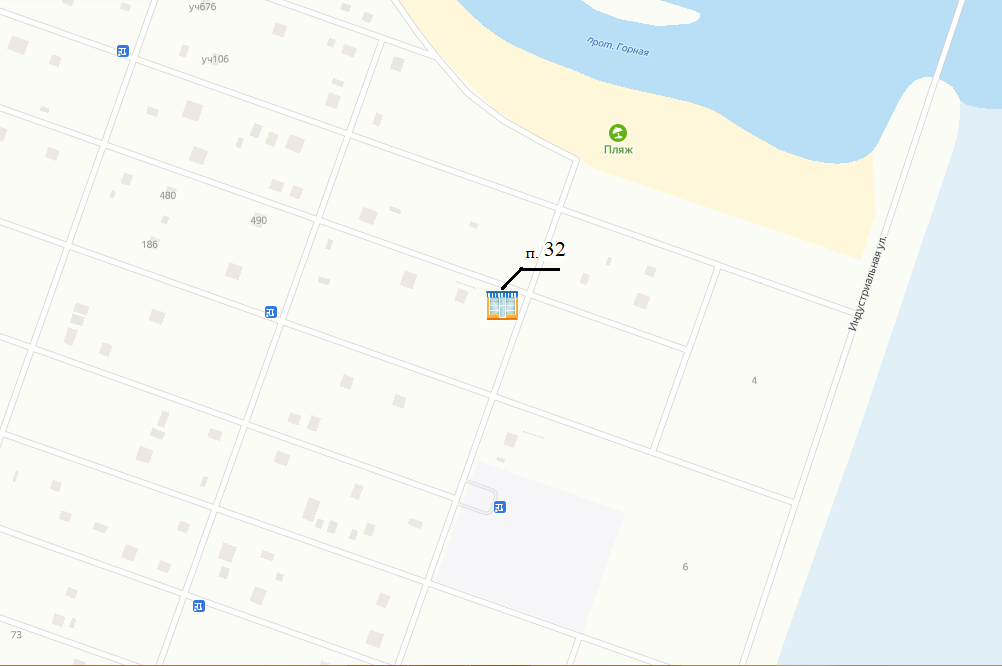 уч676
прот. Горная
уч106
Пляж
480
490
186
п. 32
Индустриальная ул.
4
6
73